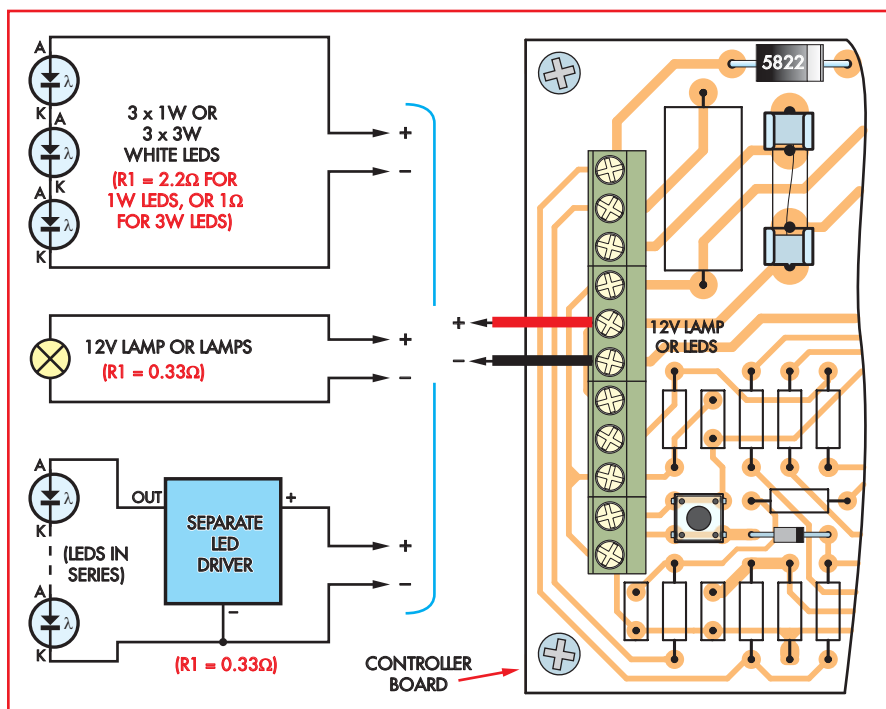 A
λ
K
A
λ
K
A
λ
K
3 x 1W OR
3 x 3W
WHITE LEDS
(R1 = 2.2Ω FOR
1W LEDS, OR 1Ω
FOR 3W LEDS)
+
–
12V LAMP OR LAMPS
(R1 = 0.33Ω)
+
–
A
λ
K
(LEDS IN
SERIES)
A
λ
K
OUT
+
SEPARATE
LED
DRIVER
–
+
–
(R1 = 0.33Ω)
+
–
5822
12V LAMP
OR LEDS
CONTROLLER
BOARD